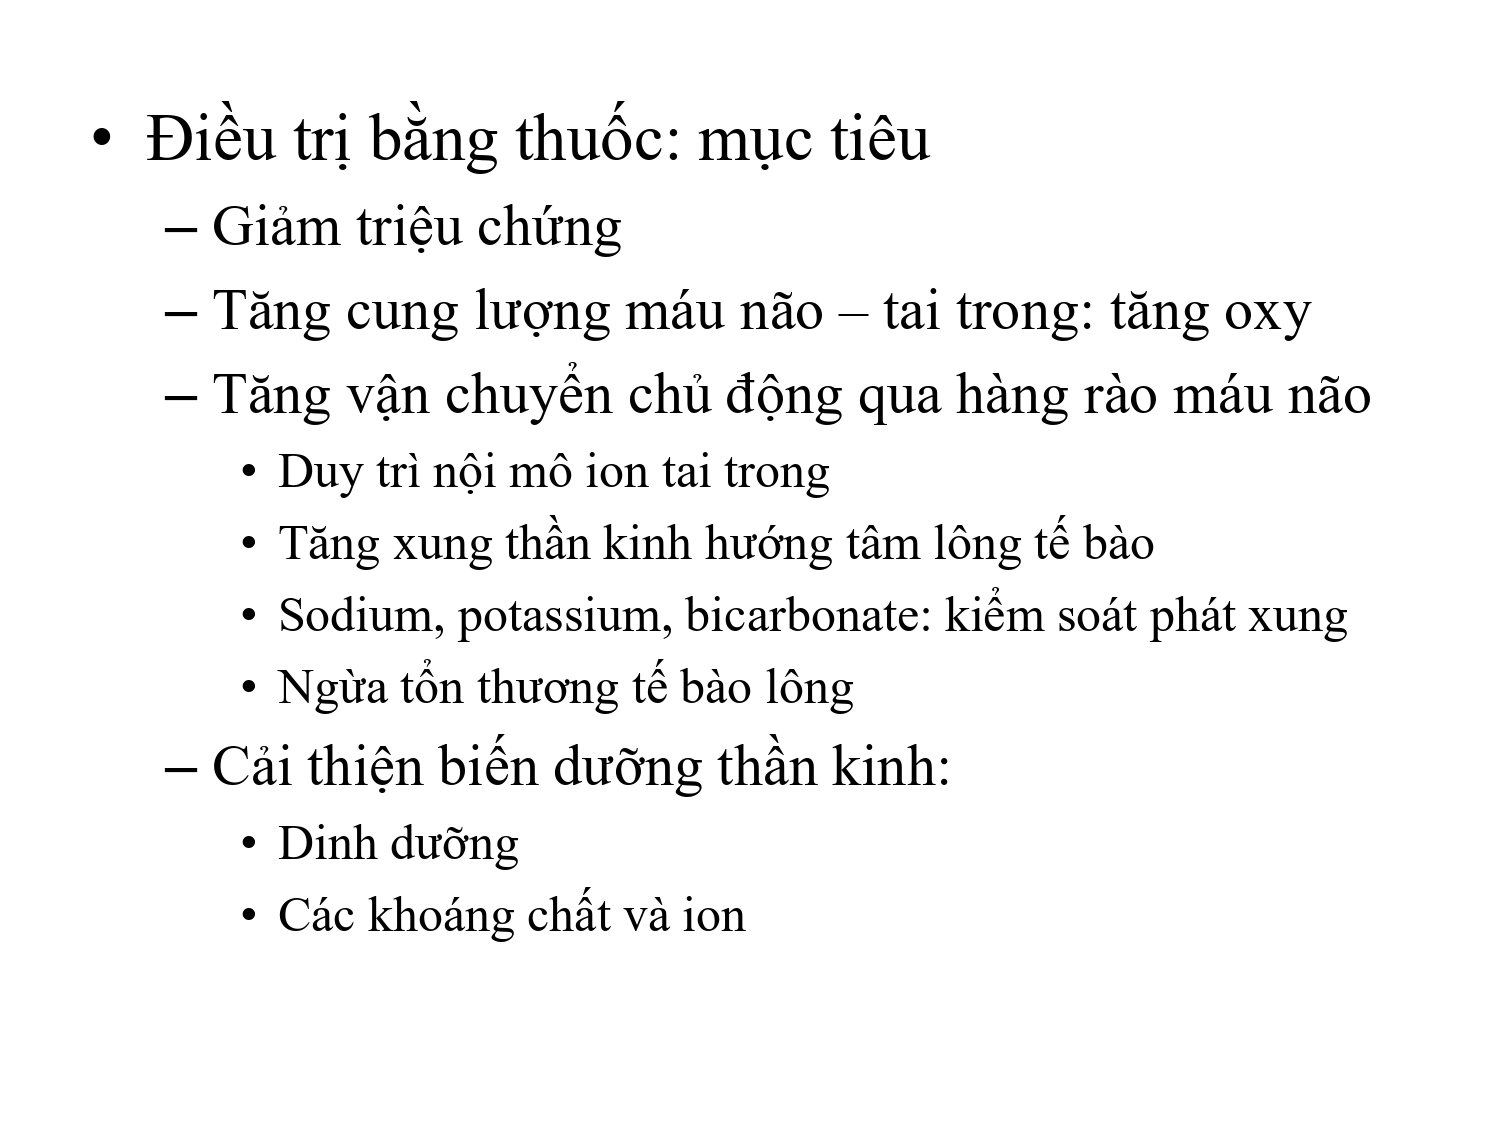 • Điều trị bằng thuốc: mục tiêu
– Giảm triệu chứng
– Tăng cung lượng máu não – tai trong: tăng oxy
– Tăng vận chuyển chủ động qua hàng rào máu não
• Duy trì nội mô ion tai trong
• Tăng xung thần kinh hướng tâm lông tế bào
• Sodium, potassium, bicarbonate: kiểm soát phát xung
• Ngừa tổn thương tế bào lông
– Cải thiện biến dưỡng thần kinh:
• Dinh dưỡng
• Các khoáng chất và ion